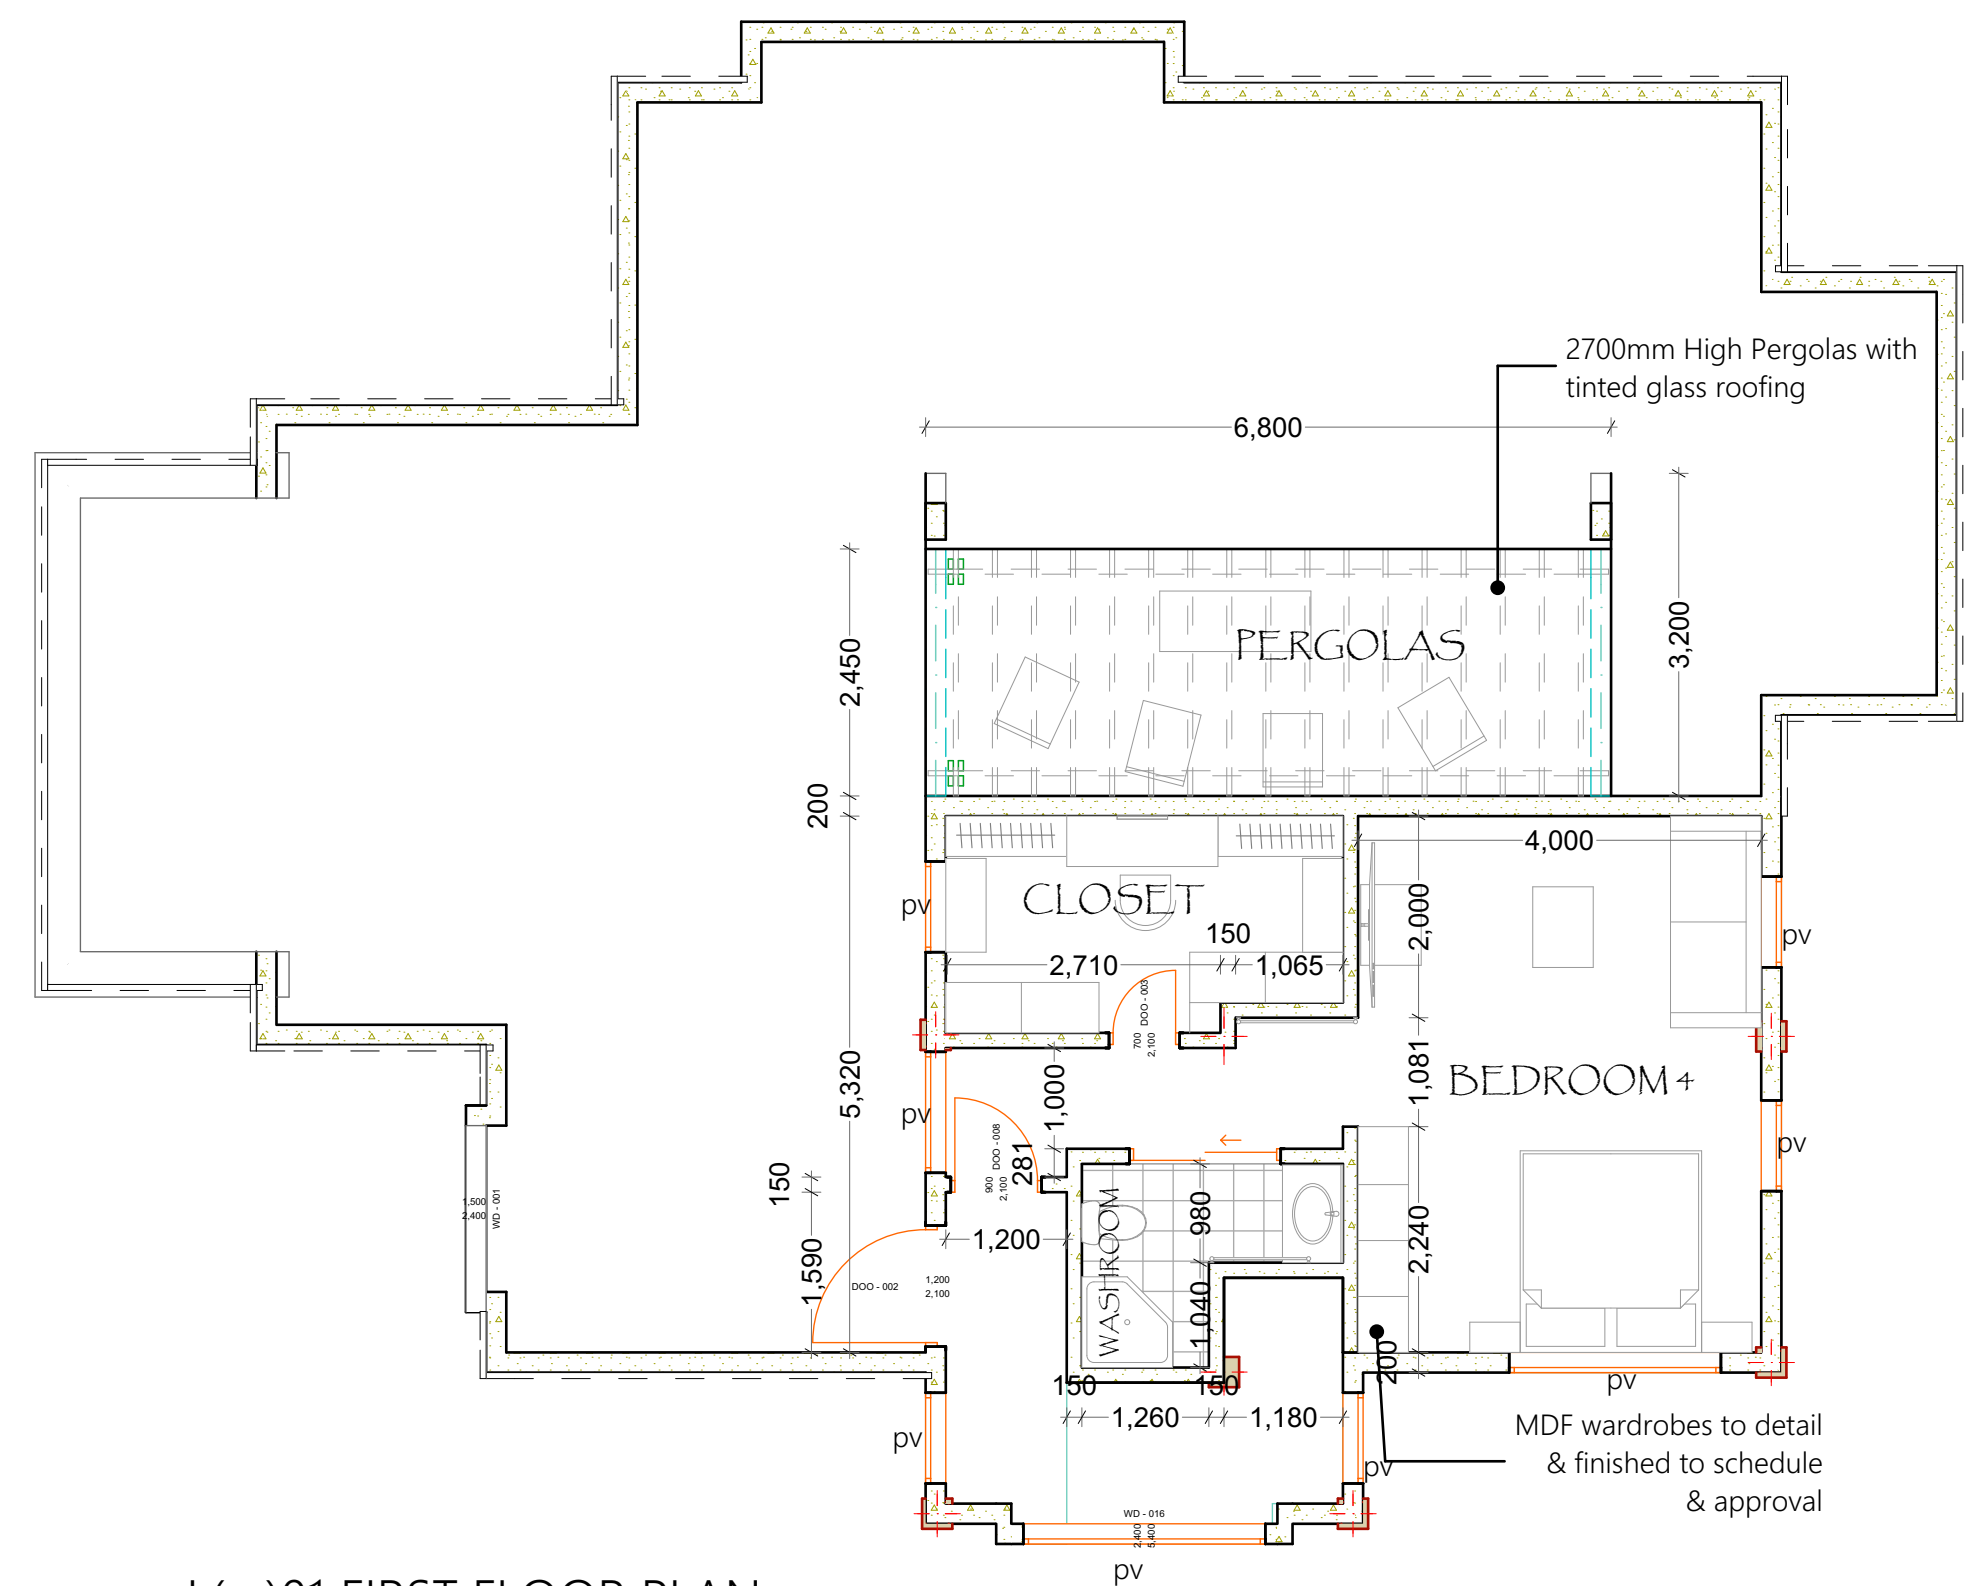 2700mm High Pergolas with
tinted glass roofing
6,800
PERGOLAS
3,200
2,450
200
4,000
CLOSET
pv
150
2,710
1,065
2,000
pv
DOO - 003
700
2,100
5,320
1,081
BEDROOM 4
1,000
pv
pv
DOO - 008
900
2,100
281
150
WD - 001
1,500
2,400
1,200
WASHROOM
980
2,240
1,590
DOO - 002
1,200
2,100
1,040
200
150
150
pv
1,260
1,180
MDF wardrobes to detail
& finished to schedule
& approval
pv
pv
WD - 016
2,400
5,400
pv
01 FIRST FLOOR PLAN